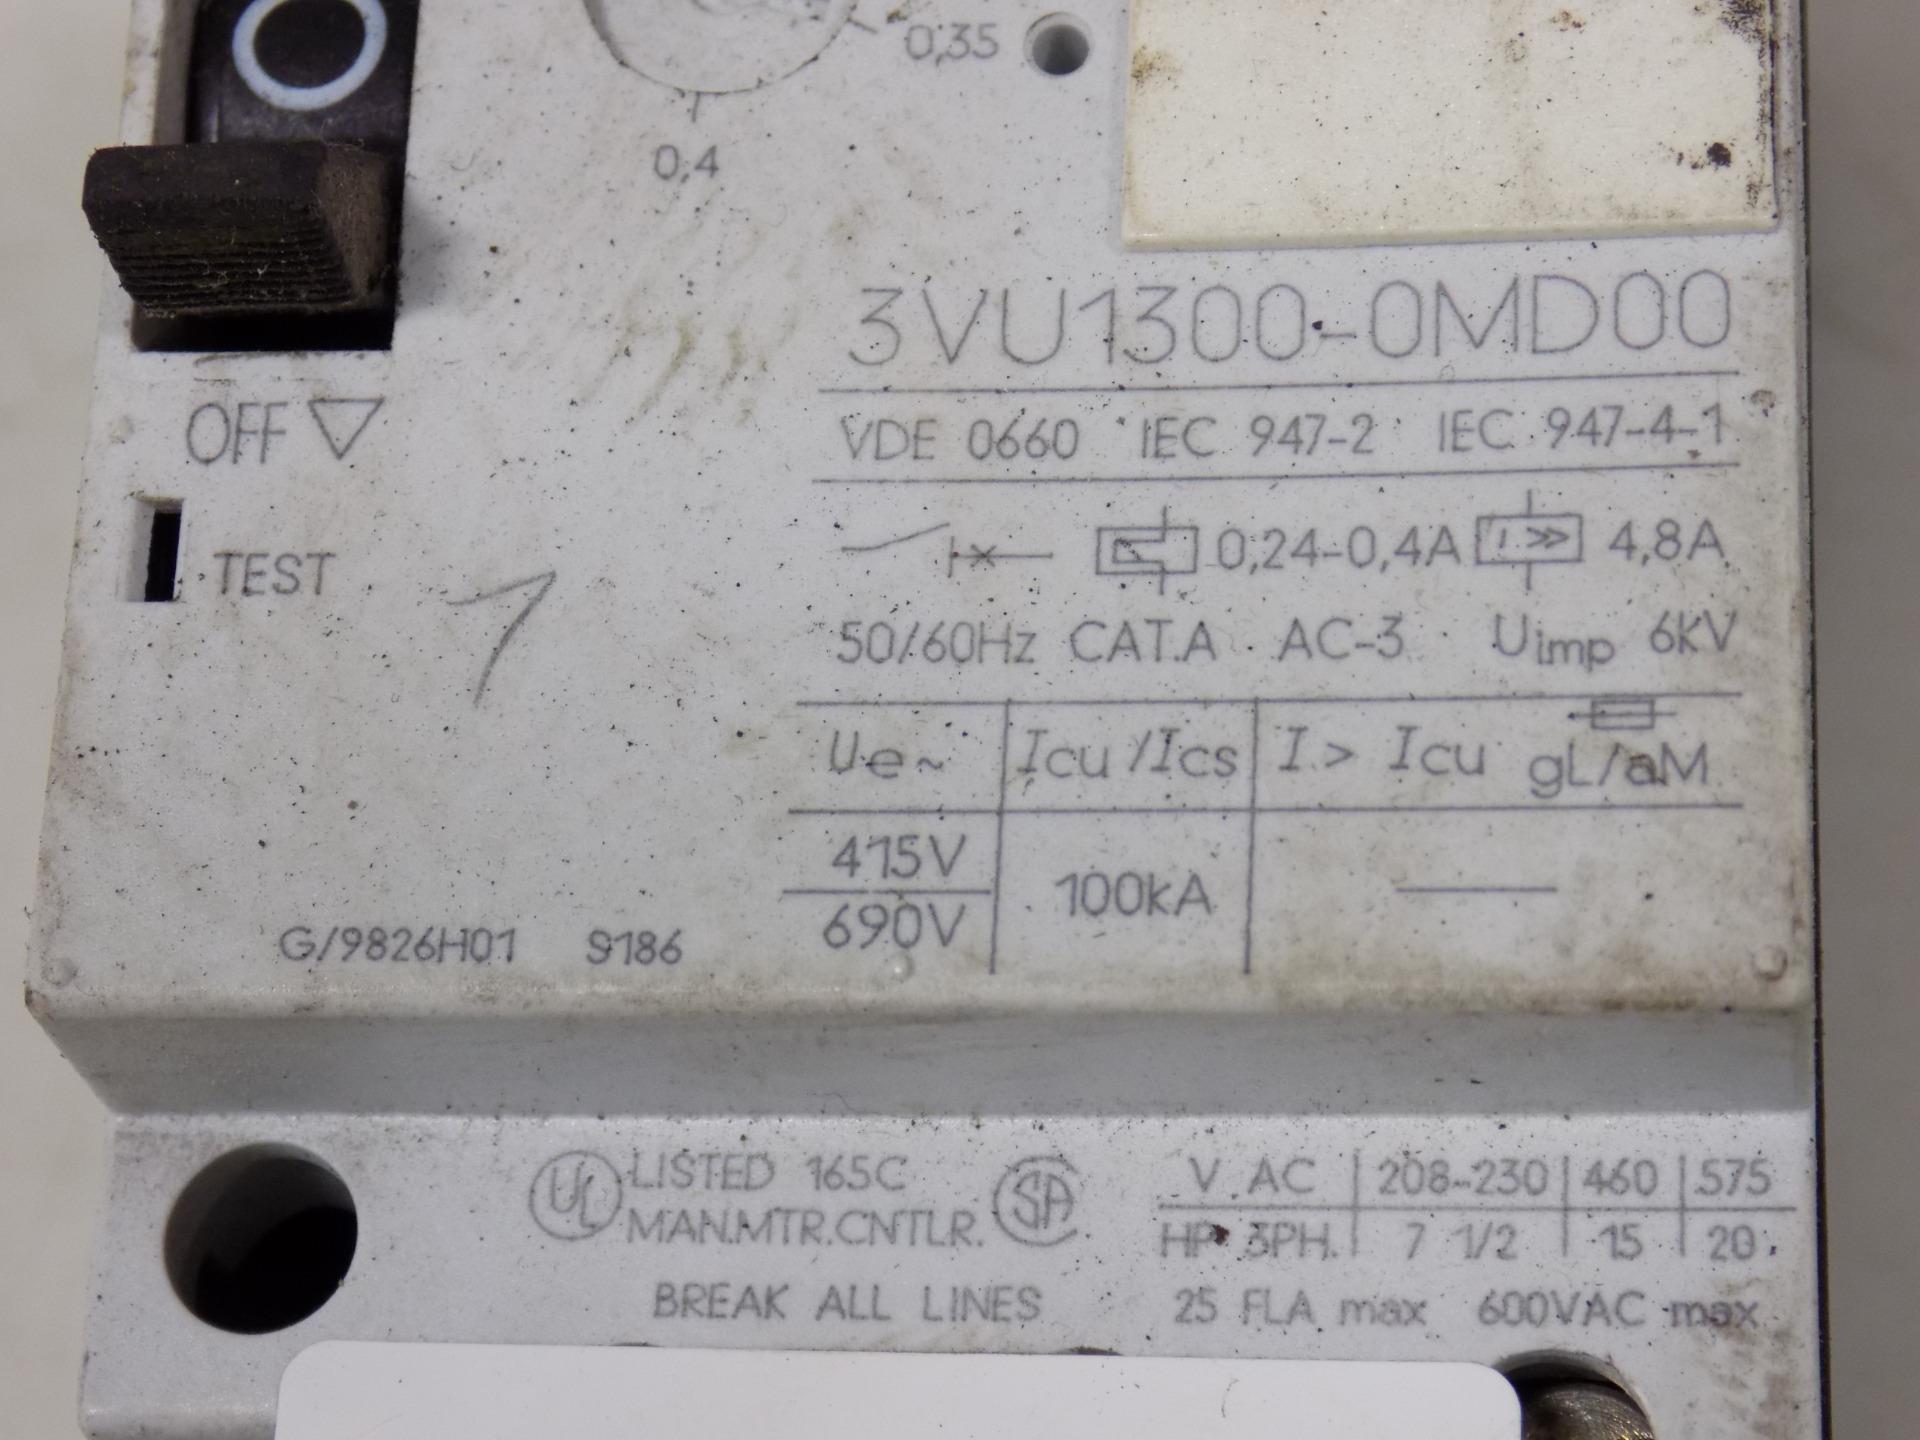 O
0,35
0,4
3VU1300-0MD00
VDE 0660 IEC 947-2 IEC 947-4-1
OFF
0,24-0,4A I>> 4,8A
TEST
1
50/60Hz CAT.A AC-3 Uimp 6KV
Ue~ Icu/Ics I > Icu gL/aM
415V
100kA
690V
G/9826H01 9186
UL LISTED 165C SA V AC 208-230 460 575
MAN.MTR.CNTLR. HP 3PH. 7 1/2 15 20
BREAK ALL LINES 25 FLA max 600VAC max